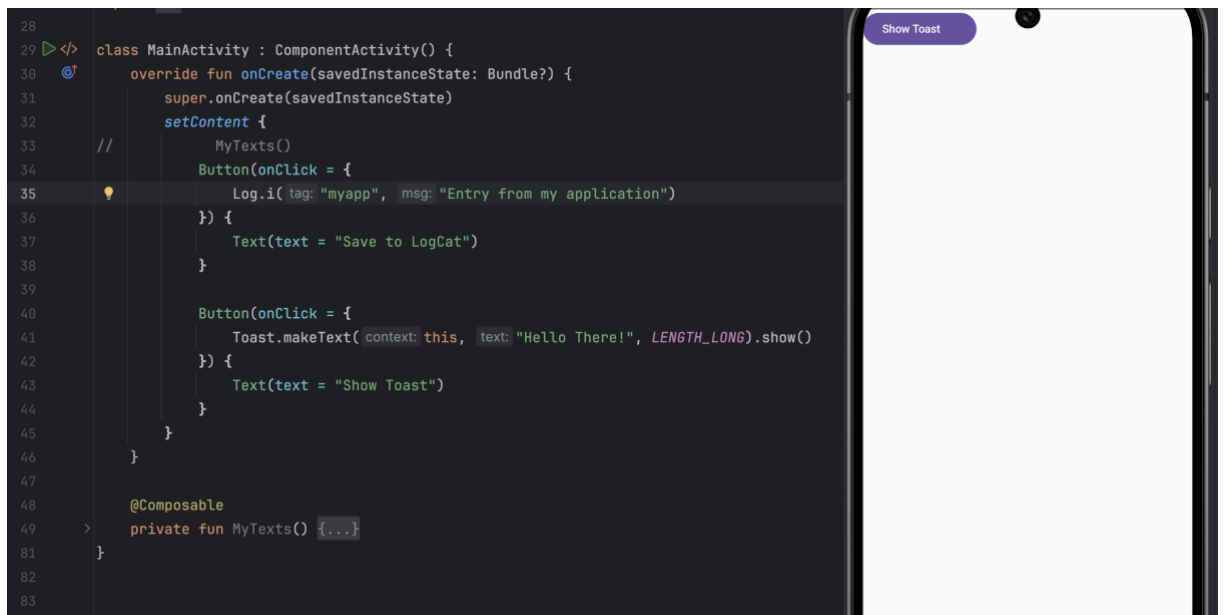 28
29 </> class MainActivity : ComponentActivity() {
30 override fun onCreate(savedInstanceState: Bundle?) {
31 super.onCreate(savedInstanceState)
32 setContent {
33 // MyTexts()
34 Button(onClick = {
35 Log.i( tag: "myapp", msg: "Entry from my application")
36 }) {
37 Text(text = "Save to LogCat")
38 }
39
40 Button(onClick = {
41 Toast.makeText( context: this, text: "Hello There!", LENGTH_LONG).show()
42 }) {
43 Text(text = "Show Toast")
44 }
45 }
46 }
47
48 @Composable
49 > private fun MyTexts() {...}
81 }
82
83
Show Toast